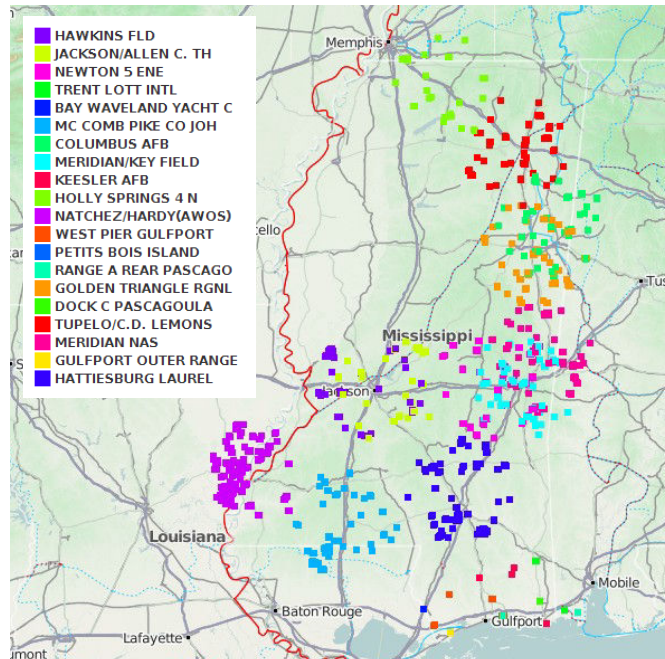 HAWKINS FLD
JACKSON/ALLEN C. TH
NEWTON 5 ENE
TRENT LOTT INTL
BAY WAVELAND YACHT C
MC COMB PIKE CO JOH
COLUMBUS AFB
MERIDIAN/KEY FIELD
KEESLER AFB
HOLLY SPRINGS 4 N
NATCHEZ/HARDY(AWOS)
WEST PIER GULFPORT
PETITS BOIS ISLAND
RANGE A REAR PASCAGO
GOLDEN TRIANGLE RGNL
DOCK C PASCAGOULA
TUPELO/C.D. LEMONS
MERIDIAN NAS
GULFPORT OUTER RANGE
HATTIESBURG LAUREL
Memphis
cello
Tus
Mississippi
Jackson
Louisiana
Mobile
Baton Rouge
Gulfport
Lafayette
umont